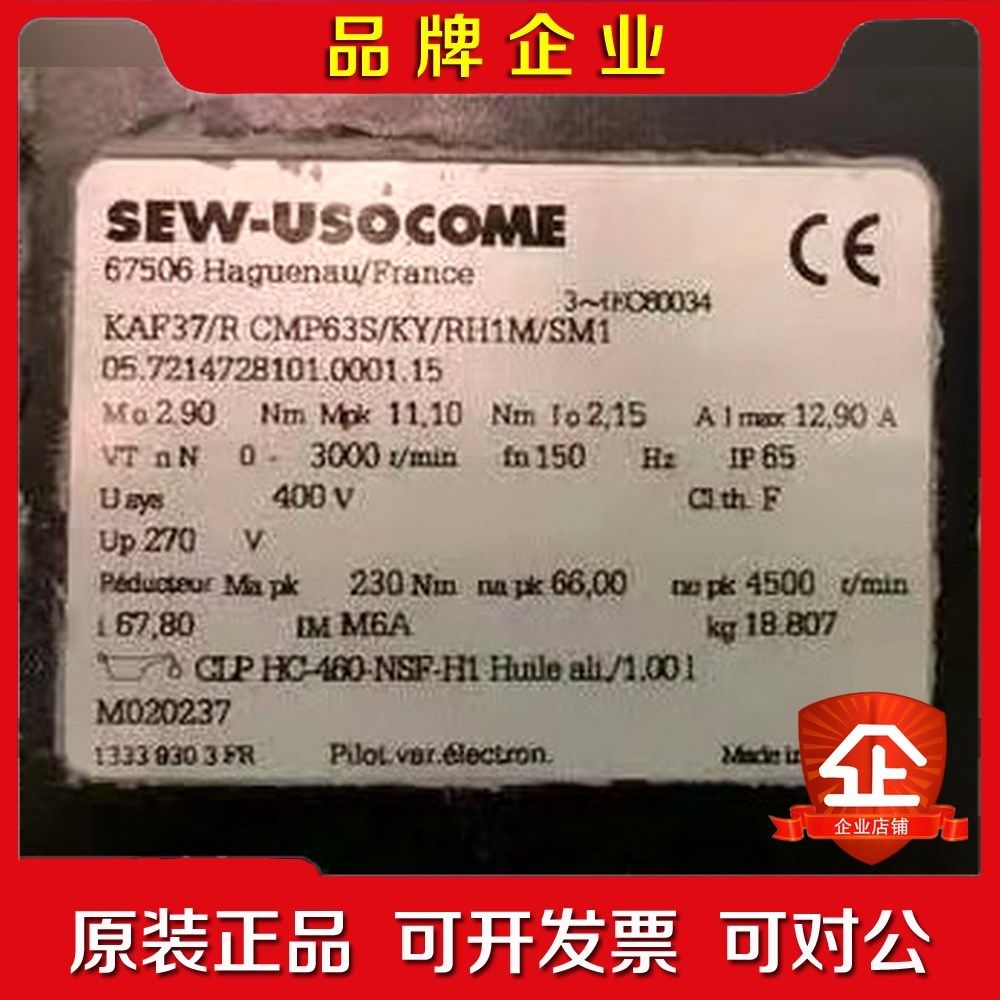 品牌企业
SEW-USOCOME
67506 Haguenau/France
CE
3~IEC60034
KAF37/R CMP63S/KY/RH1M/SM1
05.7214728101.0001.15
Mo 2,90 Nm Mpk 11,10 Nm Io 2,15 A Imax 12,90 A
VT nN 0 - 3000 r/min fn 150 Hz IP 65
Usys 400 V Cl.th. F
Up 270 V
Réducteur Ma pk 230 Nm na pk 66,00 ne pk 4500 r/min
i 67,80 IM M6A kg 18.807
CLP HC-460-NSF-H1 Huile ali./1.00 l
M020237
1333 930 3 FR Pilot.var.électron. Made in
企业店铺
原装正品 可开发票 可对公